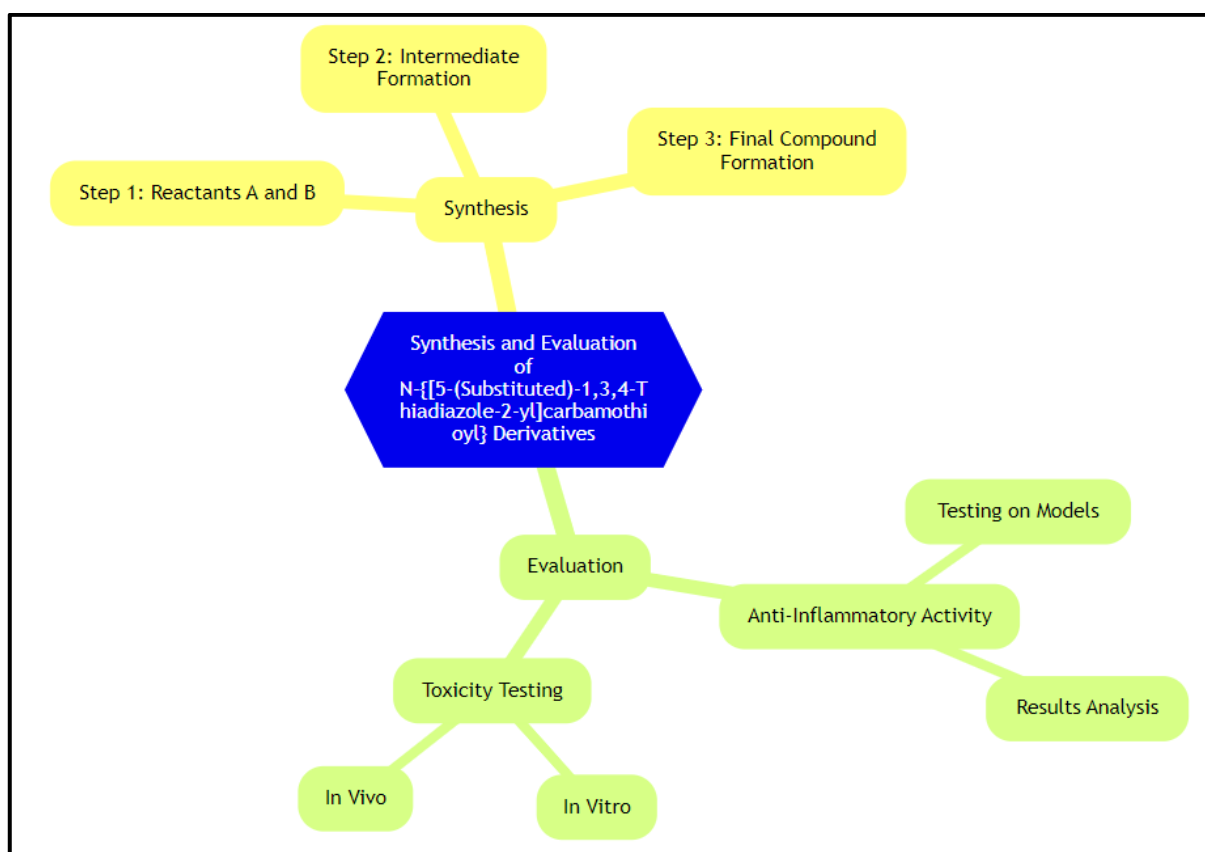 Step 2: Intermediate
Formation
Step 3: Final Compound
Formation
Step 1: Reactants A and B
Synthesis
Synthesis and Evaluation
of
N-{[5-(Substituted)-1,3,4-T
hiadiazole-2-yl]carbamothi
oyl} Derivatives
Testing on Models
Evaluation
Anti-Inflammatory Activity
Toxicity Testing
Results Analysis
In Vivo
In Vitro